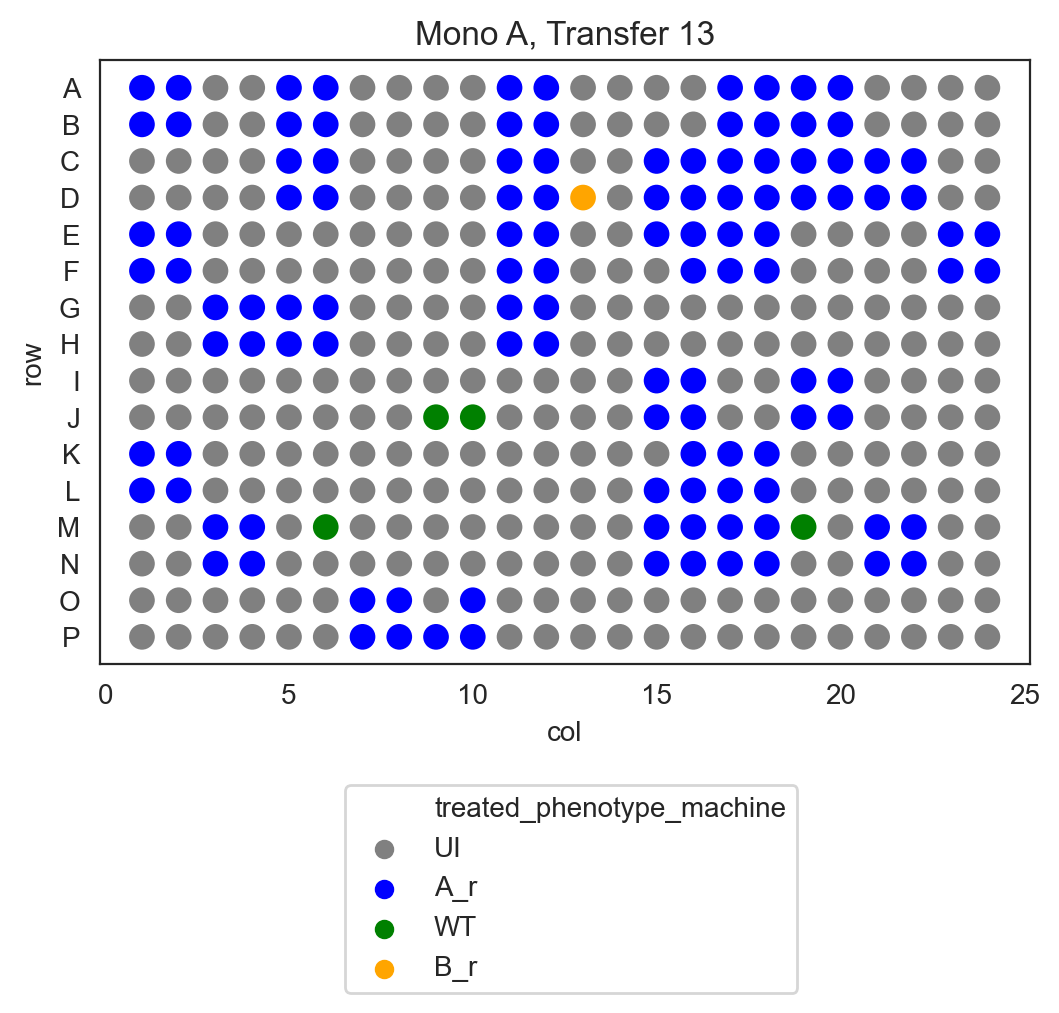 Mono A, Transfer 13
row
A
B
C
D
E
F
G
H
I
J
K
L
M
N
O
P
0 5 10 15 20 25
col
treated_phenotype_machine
UI
A_r
WT
B_r